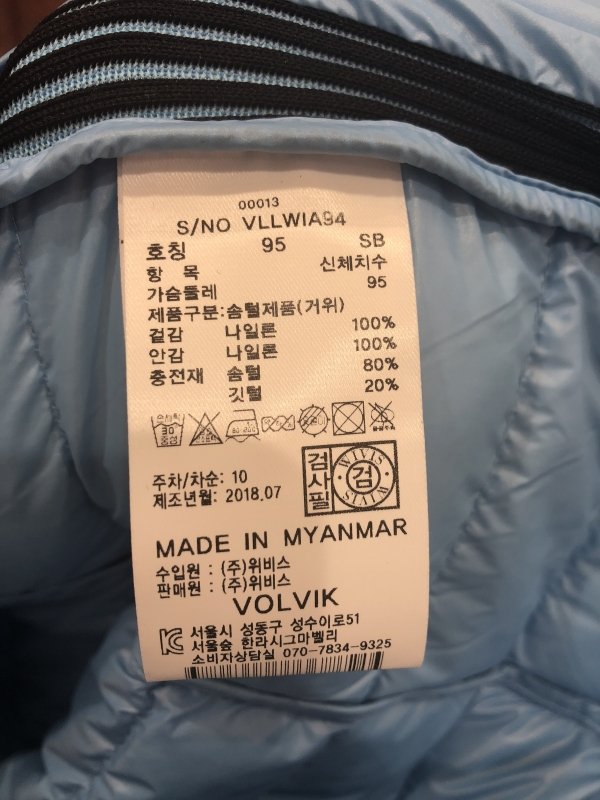 00013
S/NO VLLWIA94
호칭 95 SB
항 목 신체치수
가슴둘레 95
제품구분:솜털제품(거위)
겉감 나일론 100%
안감 나일론 100%
충전재 솜털 80%
깃털 20%
30 중성
주차/차순: 10
제조년월: 2018.07
검사필 검 WIVIS WIVIS
MADE IN MYANMAR
수입원 : (주)위비스
판매원 : (주)위비스
VOLVIK
서울시 성동구 성수이로51
서울숲 한라시그마밸리
소비자상담실 070-7834-9325